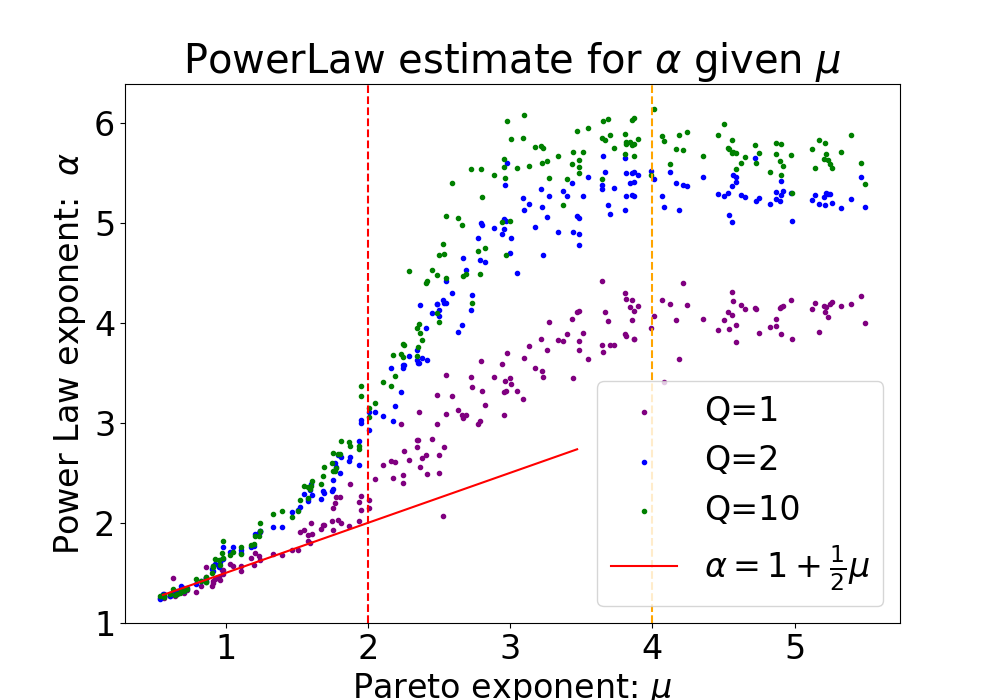 PowerLaw estimate for α given μ
Power Law exponent: α
6
5
4
3
2
1
1 2 3 4 5
Pareto exponent: μ
Q=1
Q=2
Q=10
α = 1 + 1/2 μ